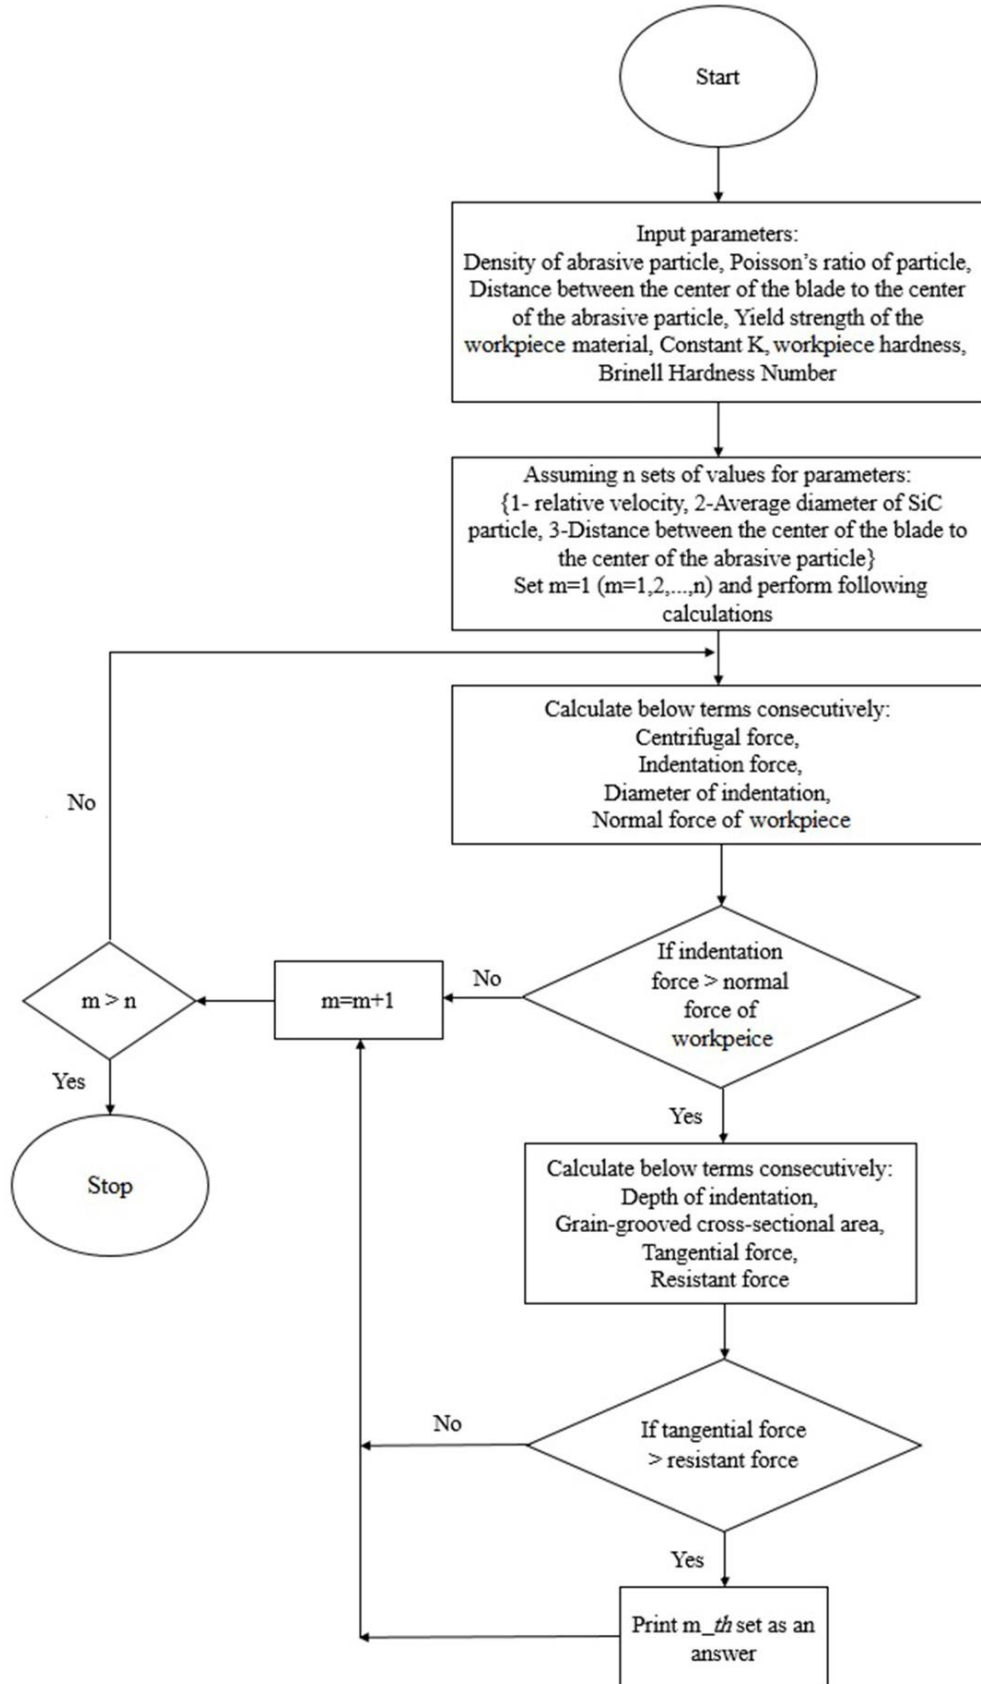 Start
Input parameters:
Density of abrasive particle, Poisson's ratio of particle,
Distance between the center of the blade to the center
of the abrasive particle, Yield strength of the
workpiece material, Constant K, workpiece hardness,
Brinell Hardness Number
Assuming n sets of values for parameters:
{1- relative velocity, 2-Average diameter of SiC
particle, 3-Distance between the center of the blade to
the center of the abrasive particle}
Set m=1 (m=1,2,...,n) and perform following
calculations
Calculate below terms consecutively:
Centrifugal force,
Indentation force,
Diameter of indentation,
Normal force of workpiece
No
If indentation
force > normal
force of
workpeice
No
m=m+1
m > n
Yes
Stop
Yes
Calculate below terms consecutively:
Depth of indentation,
Grain-grooved cross-sectional area,
Tangential force,
Resistant force
If tangential force
> resistant force
No
Yes
Print m_th set as an
answer